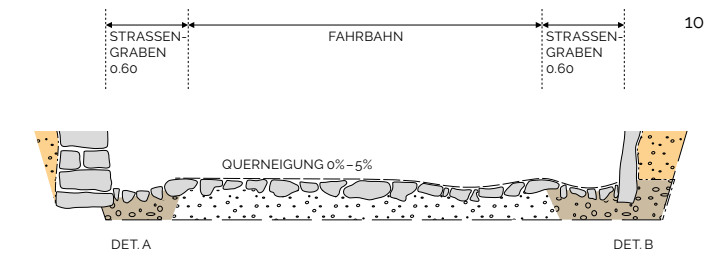 10
STRASSEN-
GRABEN
0.60
FAHRBAHN
STRASSEN-
GRABEN
0.60
QUERNEIGUNG 0%–5%
DET. A
DET. B